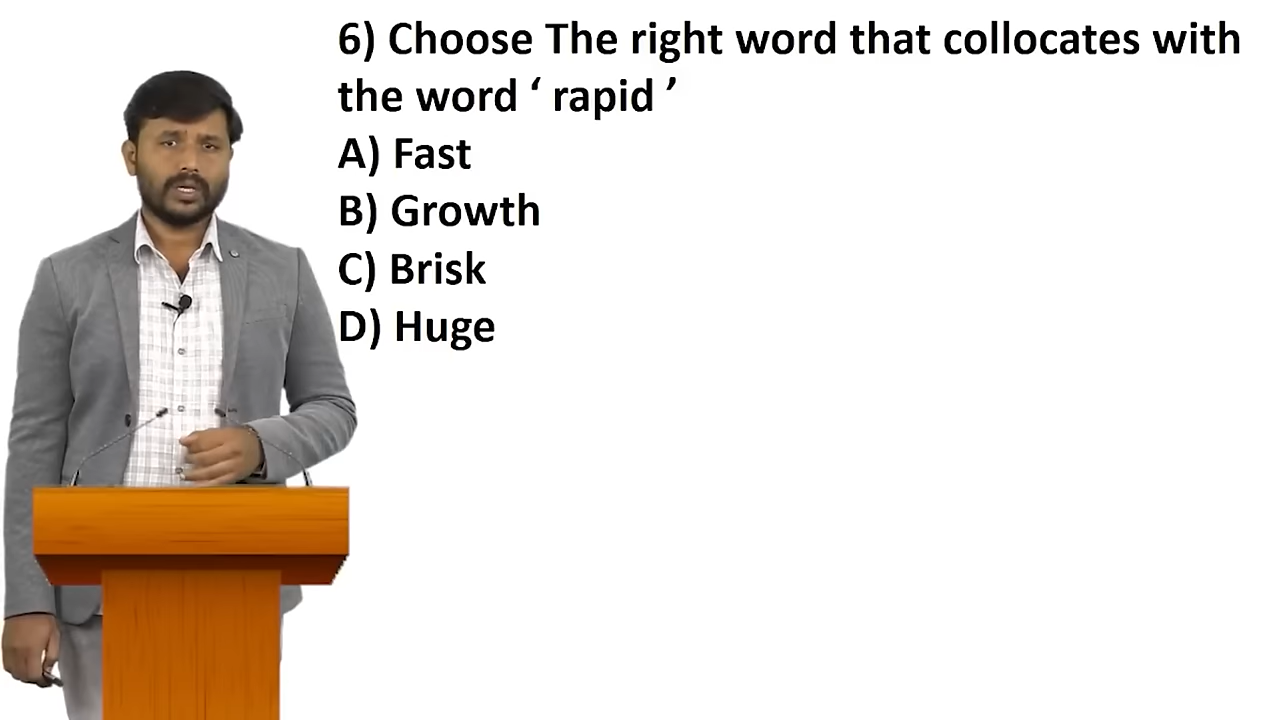 6) Choose The right word that collocates with
the word ‘ rapid ’
A) Fast
B) Growth
C) Brisk
D) Huge